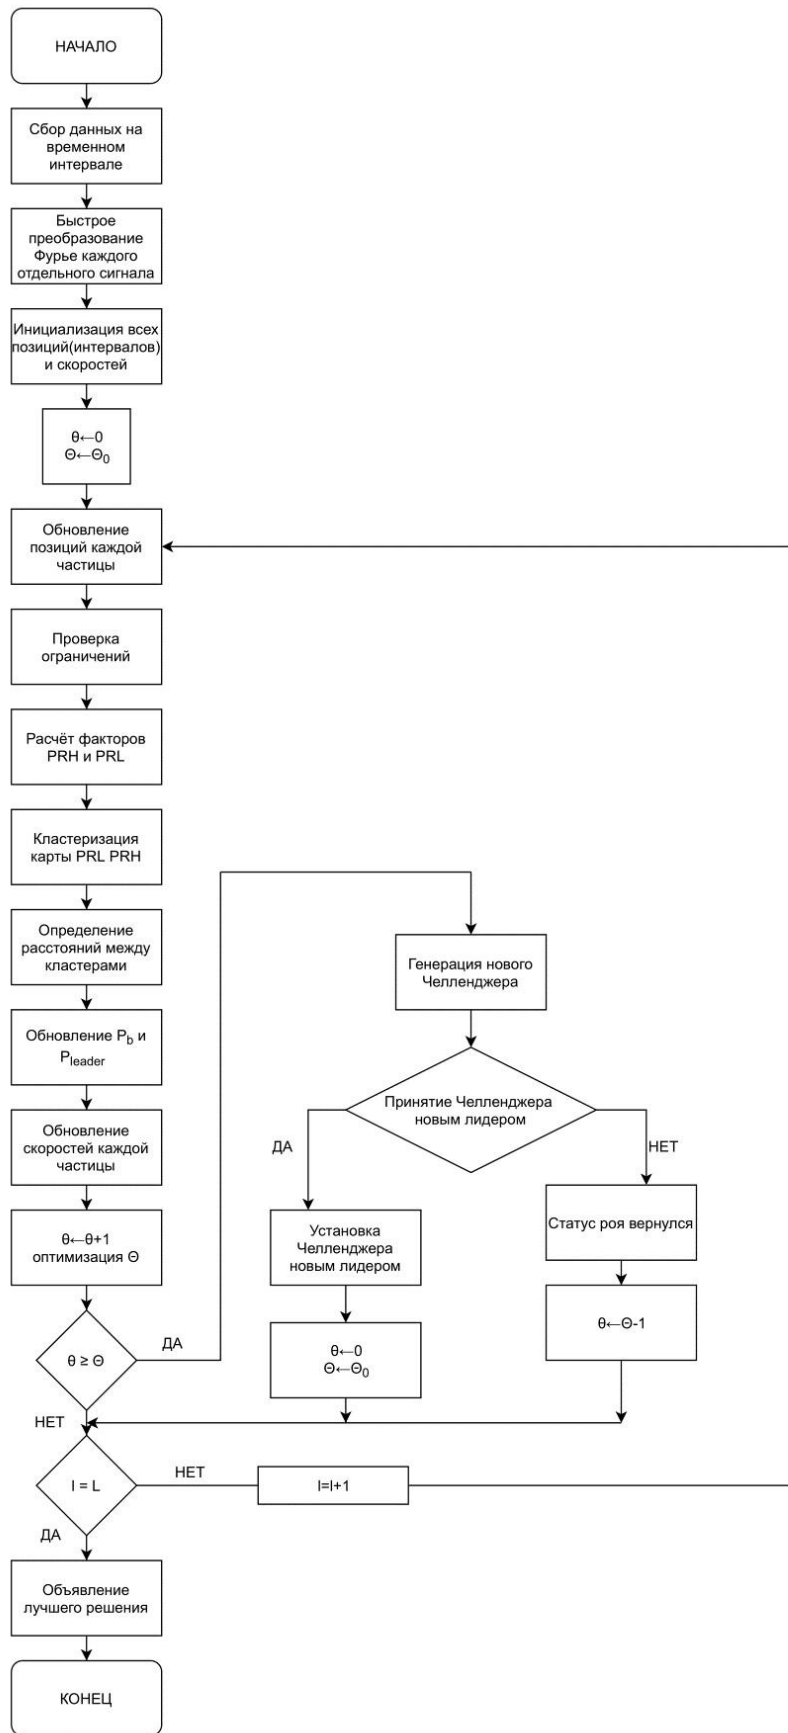 НАЧАЛО
Сбор данных на
временном
интервале
Быстрое
преобразование
Фурье каждого
отдельного сигнала
Инициализация всех
позиций(интервалов)
и скоростей
θ←0
Θ←Θ₀
Обновление
позиций каждой
частицы
Проверка
ограничений
Расчёт факторов
PRH и PRL
Кластеризация
карты PRL PRH
Определение
расстояний между
кластерами
Обновление P_b и
P_leader
Обновление
скоростей каждой
частицы
θ←θ+1
оптимизация Θ
θ ≥ Θ
ДА
НЕТ
Генерация нового
Челленджера
Принятие Челленджера
новым лидером
ДА
НЕТ
Установка
Челленджера
новым лидером
θ←0
Θ←Θ₀
Статус роя вернулся
θ←Θ-1
l = L
НЕТ
l=l+1
ДА
Объявление
лучшего решения
КОНЕЦ